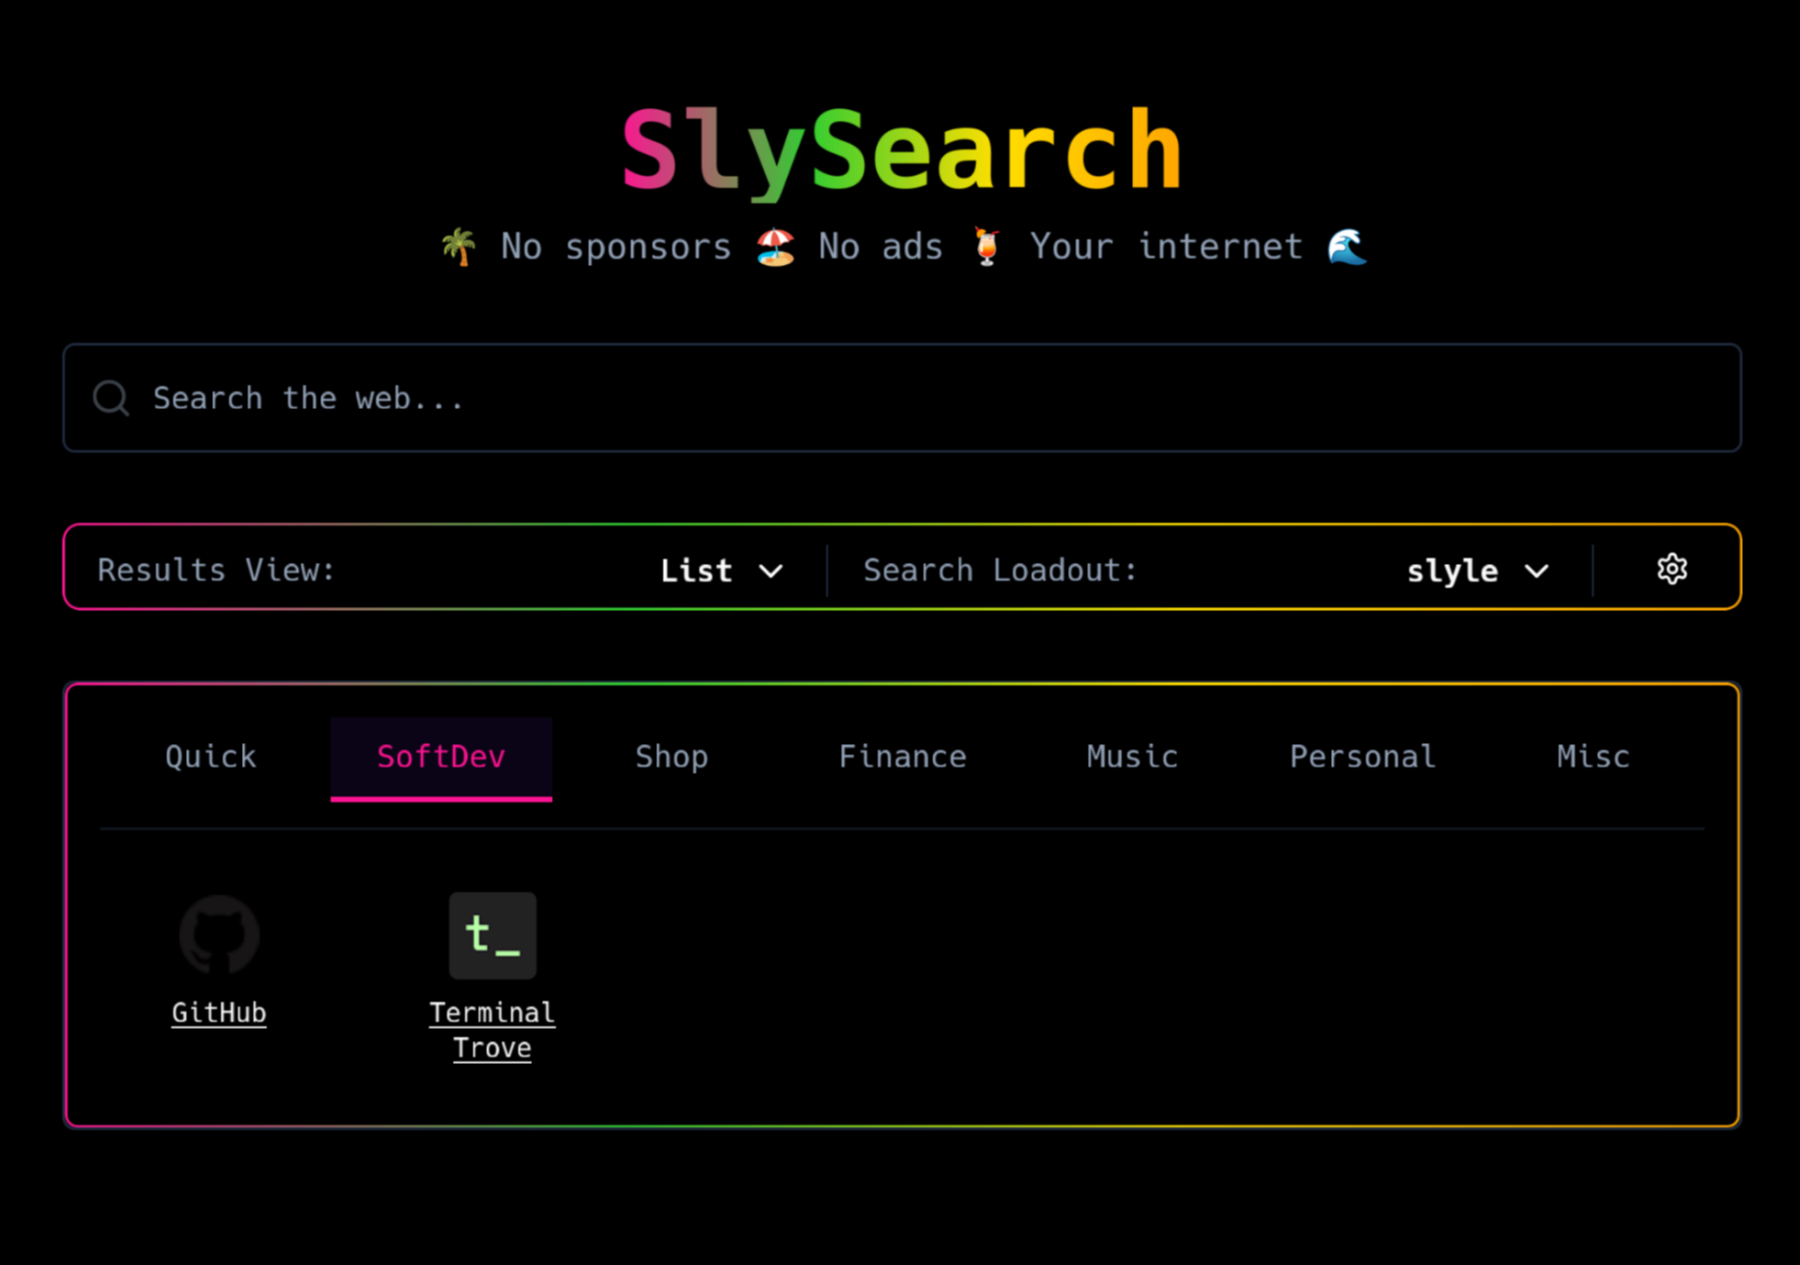 SlySearch
🌴 No sponsors 🏖️ No ads 🍹 Your internet 🌊
Search the web...
Results View: List Search Loadout: slyle
Quick SoftDev Shop Finance Music Personal Misc
t_
GitHub Terminal
Trove